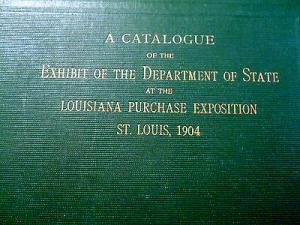 A CATALOGUE
OF THE
EXHIBIT OF THE DEPARTMENT OF STATE
AT THE
LOUISIANA PURCHASE EXPOSITION
ST. LOUIS, 1904